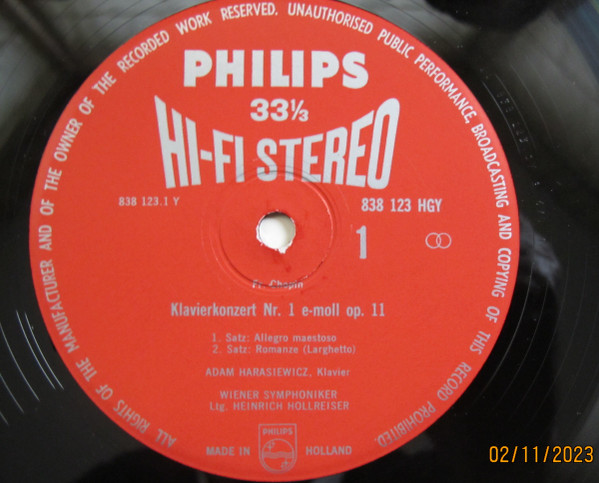 ALL RIGHTS OF THE MANUFACTURER AND OF THE OWNER OF THE RECORDED WORK RESERVED. UNAUTHORISED PUBLIC PERFORMANCE, BROADCASTING AND COPYING OF THIS RECORD PROHIBITED.
PHILIPS
33⅓
HI-FI STEREO
838 123.1 Y
838 123 HGY
1
Fr. Chopin
Klavierkonzert Nr. 1 e-moll op. 11
1. Satz: Allegro maestoso
2. Satz: Romanze (Larghetto)
ADAM HARASIEWICZ, Klavier
WIENER SYMPHONIKER
Ltg. HEINRICH HOLLREISER
PHILIPS
MADE IN HOLLAND
02/11/2023